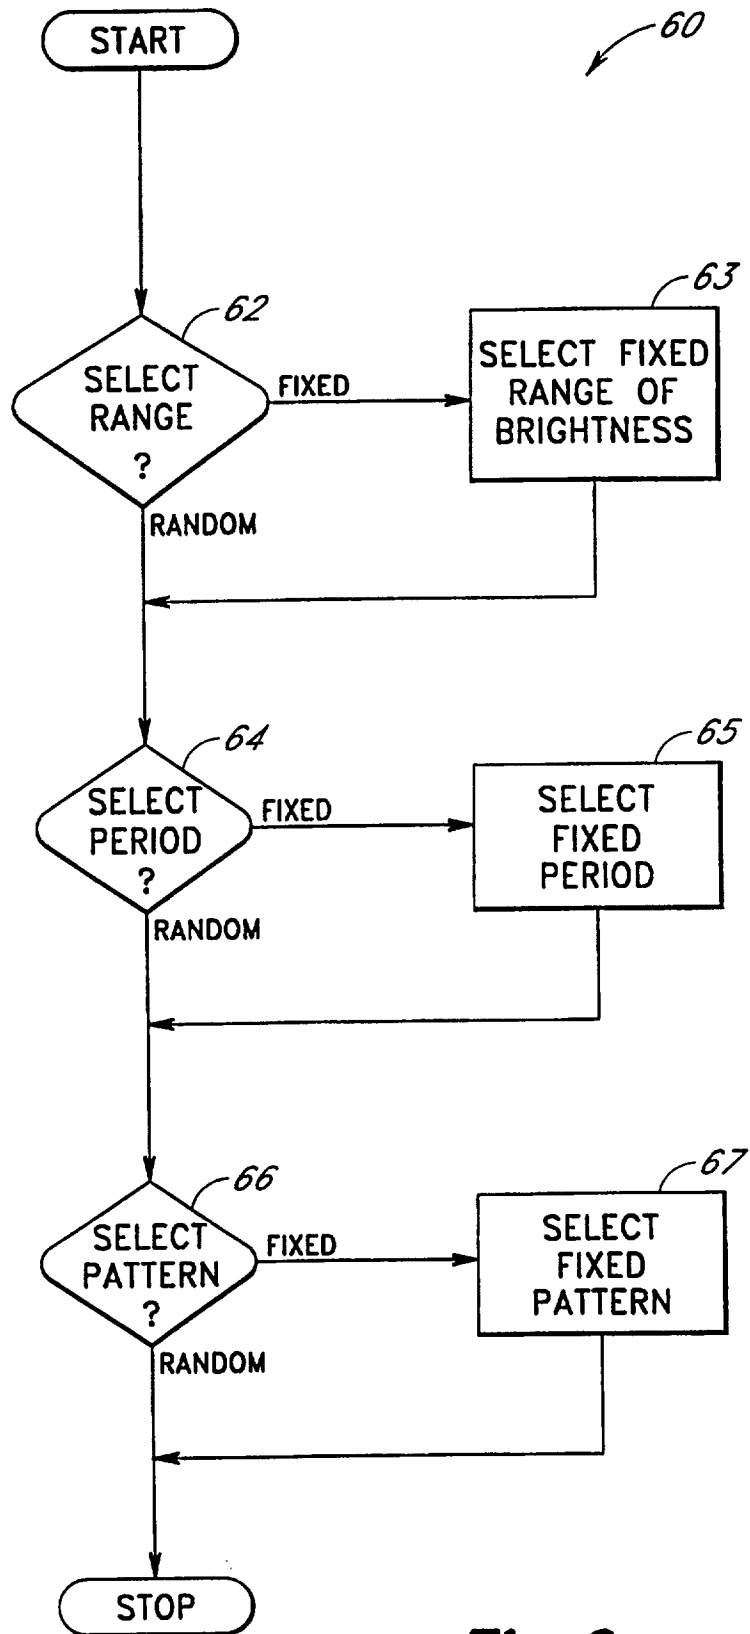 START
60
62
SELECT
RANGE
?
FIXED
63
SELECT FIXED
RANGE OF
BRIGHTNESS
RANDOM
64
SELECT
PERIOD
?
FIXED
65
SELECT
FIXED
PERIOD
RANDOM
66
SELECT
PATTERN
?
FIXED
67
SELECT
FIXED
PATTERN
RANDOM
STOP